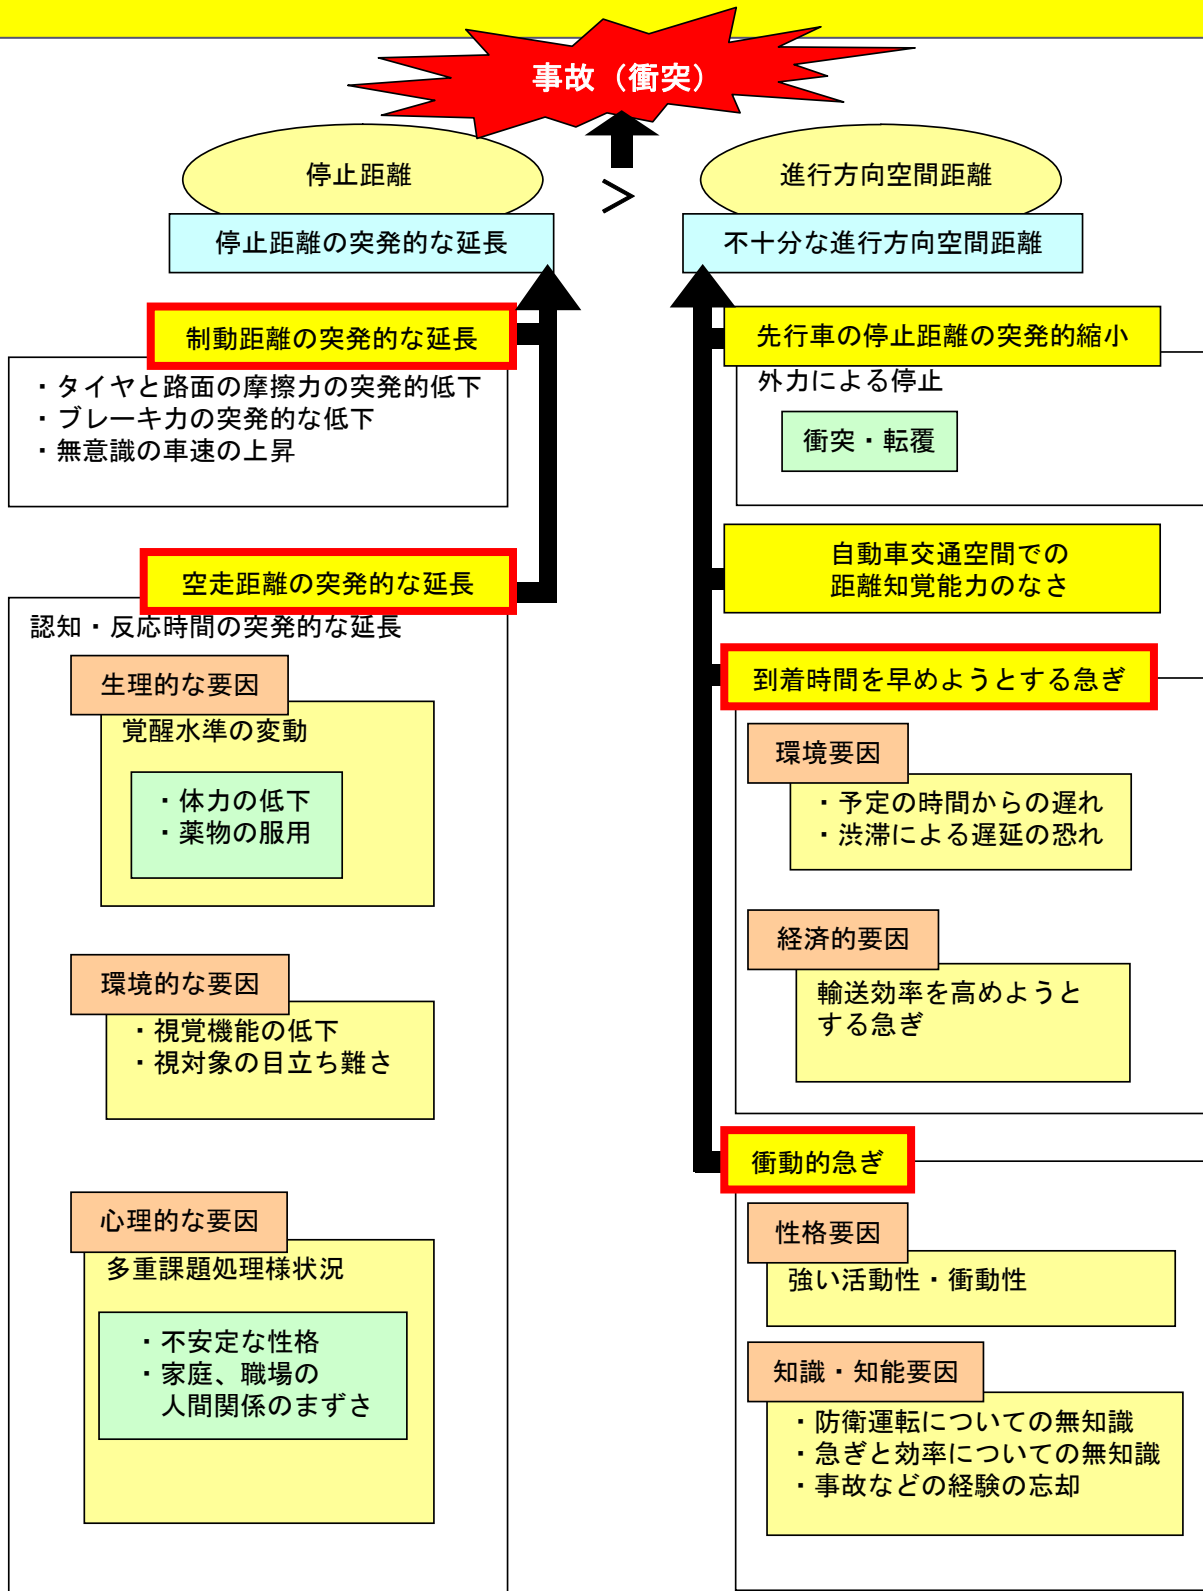 事故（衝突）
停止距離
＞
進行方向空間距離
停止距離の突発的な延長
不十分な進行方向空間距離
制動距離の突発的な延長
・タイヤと路面の摩擦力の突発的低下
・ブレーキ力の突発的な低下
・無意識の車速の上昇
空走距離の突発的な延長
認知・反応時間の突発的な延長
生理的な要因
覚醒水準の変動
・体力の低下
・薬物の服用
環境的な要因
・視覚機能の低下
・視対象の目立ち難さ
心理的な要因
多重課題処理様状況
・不安定な性格
・家庭、職場の
人間関係のまずさ
先行車の停止距離の突発的縮小
外力による停止
衝突・転覆
自動車交通空間での
距離知覚能力のなさ
到着時間を早めようとする急ぎ
環境要因
・予定の時間からの遅れ
・渋滞による遅延の恐れ
経済的要因
輸送効率を高めようと
する急ぎ
衝動的急ぎ
性格要因
強い活動性・衝動性
知識・知能要因
・防衛運転についての無知識
・急ぎと効率についての無知識
・事故などの経験の忘却